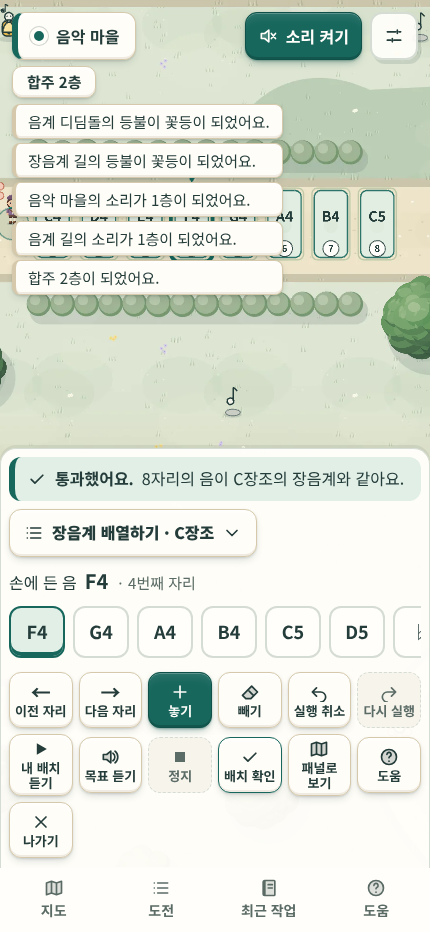 음악 마을
소리 켜기
합주 2층
음계 디딤돌의 등불이 꽃등이 되었어요.
장음계 길의 등불이 꽃등이 되었어요.
음악 마을의 소리가 1층이 되었어요.
음계 길의 소리가 1층이 되었어요.
합주 2층이 되었어요.
A4 B4 C5
6 7 8
통과했어요. 8자리의 음이 C장조의 장음계와 같아요.
장음계 배열하기 · C장조
손에 든 음 F4 · 4번째 자리
F4 G4 A4 B4 C5 D5
이전 자리 다음 자리 놓기 빼기 실행 취소 다시 실행
내 배치 듣기 목표 듣기 정지 배치 확인 패널로 보기 도움
나가기
지도 도전 최근 작업 도움